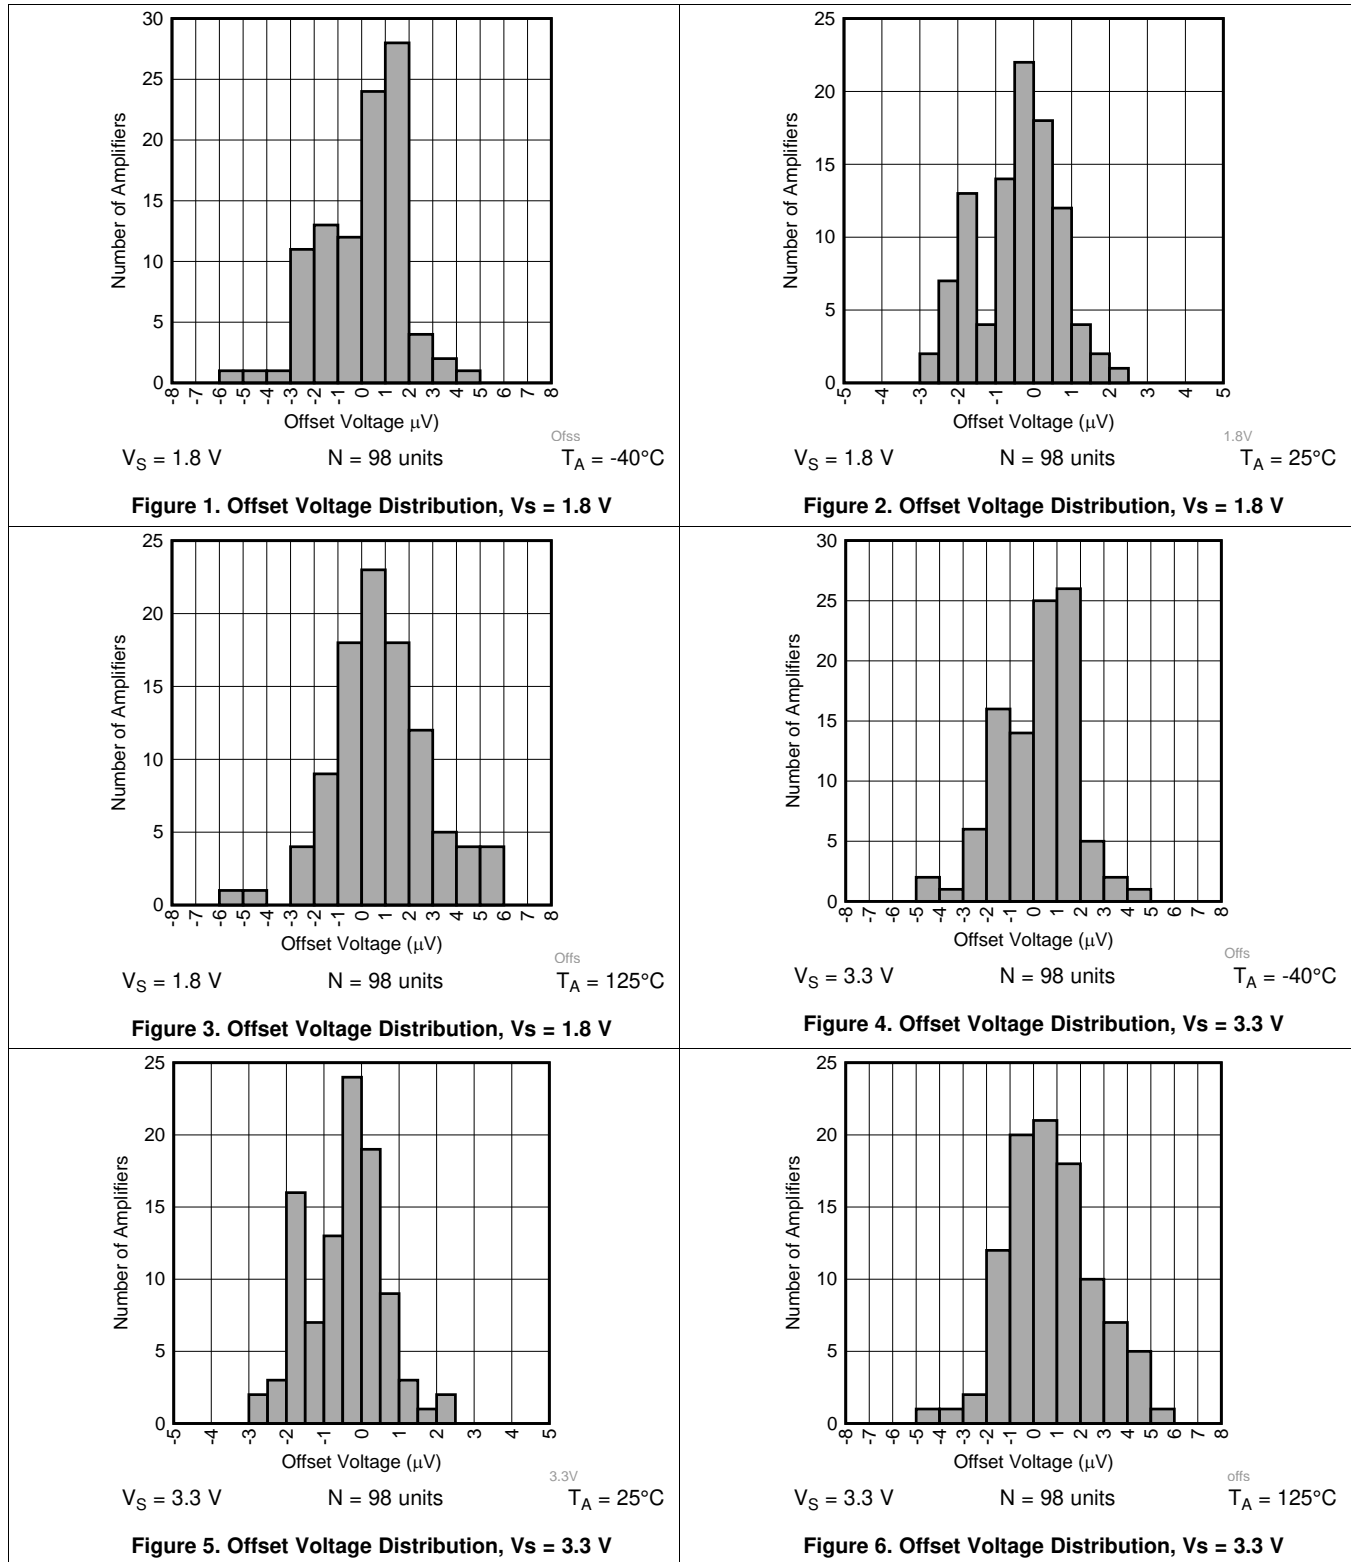 30
25
20
15
10
5
0
Number of Amplifiers
-8 -7 -6 -5 -4 -3 -2 -1 0 1 2 3 4 5 6 7 8
Offset Voltage μV)
Ofss
VS = 1.8 V N = 98 units TA = -40°C
Figure 1. Offset Voltage Distribution, Vs = 1.8 V
25
20
15
10
5
0
Number of Amplifiers
-5 -4 -3 -2 -1 0 1 2 3 4 5
Offset Voltage (μV)
1.8V
VS = 1.8 V N = 98 units TA = 25°C
Figure 2. Offset Voltage Distribution, Vs = 1.8 V
25
20
15
10
5
0
Number of Amplifiers
-8 -7 -6 -5 -4 -3 -2 -1 0 1 2 3 4 5 6 7 8
Offset Voltage (μV)
Offs
VS = 1.8 V N = 98 units TA = 125°C
Figure 3. Offset Voltage Distribution, Vs = 1.8 V
30
25
20
15
10
5
0
Number of Amplifiers
-8 -7 -6 -5 -4 -3 -2 -1 0 1 2 3 4 5 6 7 8
Offset Voltage (μV)
Offs
VS = 3.3 V N = 98 units TA = -40°C
Figure 4. Offset Voltage Distribution, Vs = 3.3 V
25
20
15
10
5
0
Number of Amplifiers
-5 -4 -3 -2 -1 0 1 2 3 4 5
Offset Voltage (μV)
3.3V
VS = 3.3 V N = 98 units TA = 25°C
Figure 5. Offset Voltage Distribution, Vs = 3.3 V
25
20
15
10
5
0
Number of Amplifiers
-8 -7 -6 -5 -4 -3 -2 -1 0 1 2 3 4 5 6 7 8
Offset Voltage (μV)
offs
VS = 3.3 V N = 98 units TA = 125°C
Figure 6. Offset Voltage Distribution, Vs = 3.3 V